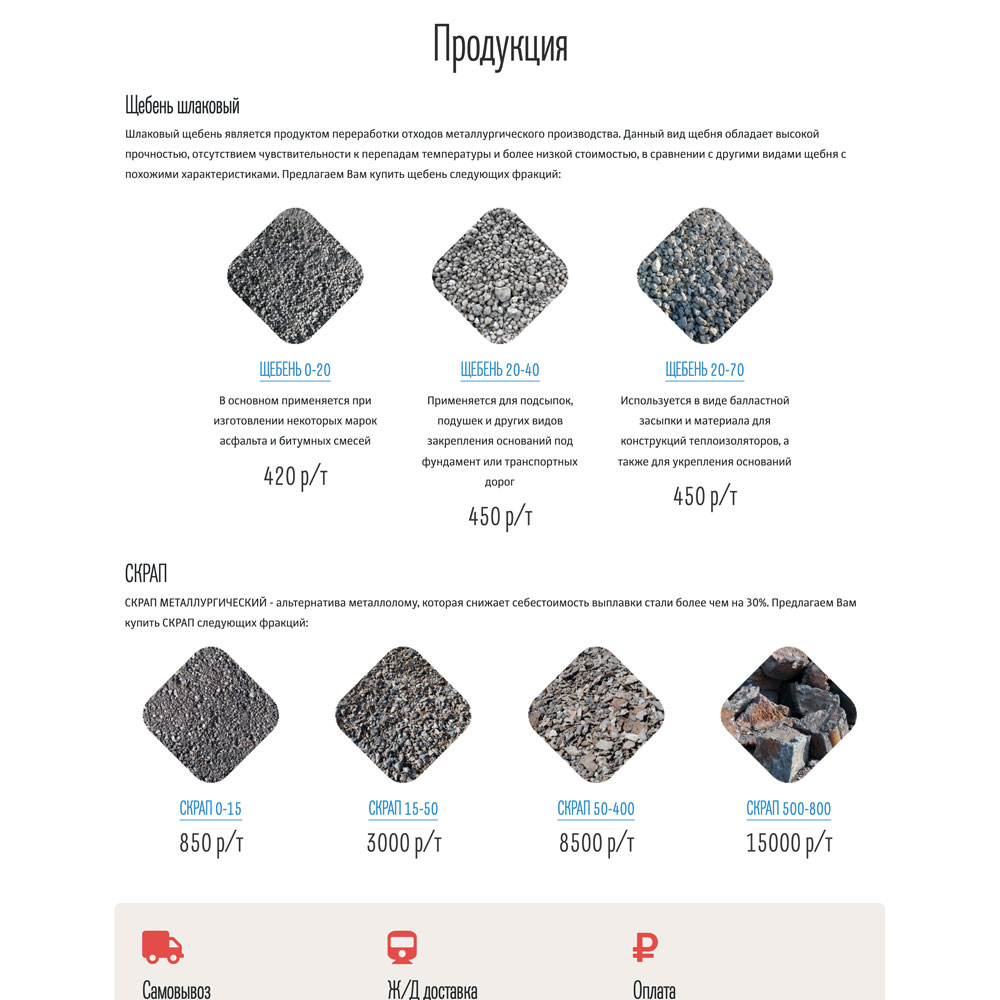 Продукция
Щебень шлаковый
Шлаковый щебень является продуктом переработки отходов металлургического производства. Данный вид щебня обладает высокой
прочностью, отсутствием чувствительности к перепадам температуры и более низкой стоимостью, в сравнении с другими видами щебня с
похожими характеристиками. Предлагаем Вам купить щебень следующих фракций:
ЩЕБЕНЬ 0-20
В основном применяется при
изготовлении некоторых марок
асфальта и битумных смесей
420 р/т
ЩЕБЕНЬ 20-40
Применяется для подсыпок,
подушек и других видов
закрепления оснований под
фундамент или транспортных
дорог
450 р/т
ЩЕБЕНЬ 20-70
Используется в виде балластной
засыпки и материала для
конструкций теплоизоляторов, а
также для укрепления оснований
450 р/т
СКРАП
СКРАП МЕТАЛЛУРГИЧЕСКИЙ - альтернатива металлолому, которая снижает себестоимость выплавки стали более чем на 30%. Предлагаем Вам
купить СКРАП следующих фракций:
СКРАП 0-15
850 р/т
СКРАП 15-50
3000 р/т
СКРАП 50-400
8500 р/т
СКРАП 500-800
15000 р/т
Самовывоз
Ж/Д доставка
Оплата